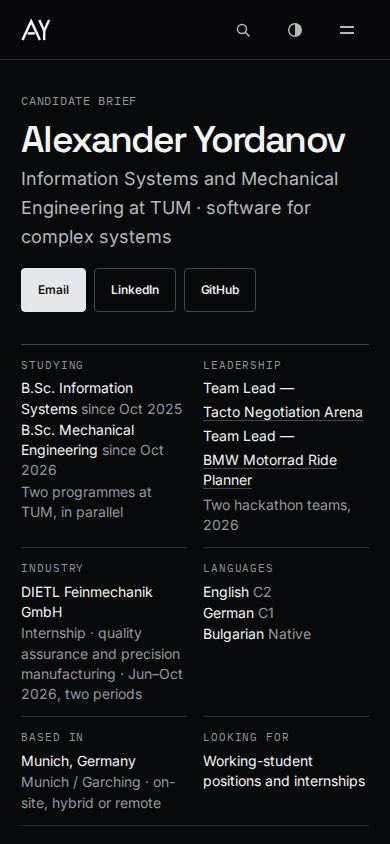 AY
CANDIDATE BRIEF
Alexander Yordanov
Information Systems and Mechanical
Engineering at TUM · software for
complex systems
Email
LinkedIn
GitHub
STUDYING
B.Sc. Information
Systems since Oct 2025
B.Sc. Mechanical
Engineering since Oct
2026
Two programmes at
TUM, in parallel
LEADERSHIP
Team Lead —
Tacto Negotiation Arena
Team Lead —
BMW Motorrad Ride
Planner
Two hackathon teams,
2026
INDUSTRY
DIETL Feinmechanik
GmbH
Internship · quality
assurance and precision
manufacturing · Jun–Oct
2026, two periods
LANGUAGES
English C2
German C1
Bulgarian Native
BASED IN
Munich, Germany
Munich / Garching · on-
site, hybrid or remote
LOOKING FOR
Working-student
positions and internships